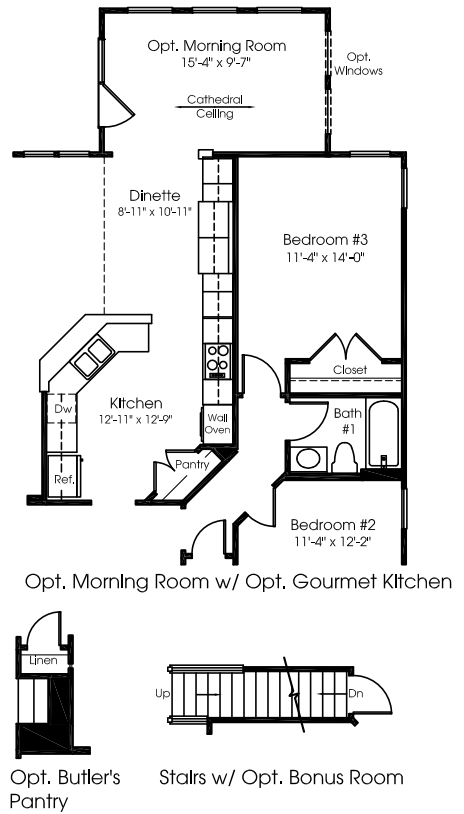 Opt. Morning Room
15'-4" x 9'-7"
Opt.
Windows
Cathedral
Ceiling
Dinette
8'-11" x 10'-11"
Bedroom #3
11'-4" x 14'-0"
Closet
Kitchen
12'-11" x 12'-9"
Dw
Wall
Oven
Bath
#1
Pantry
Ref.
Bedroom #2
11'-4" x 12'-2"
Opt. Morning Room w/ Opt. Gourmet Kitchen
Linen
Up
Dn
Opt. Butler's
Pantry
Stairs w/ Opt. Bonus Room